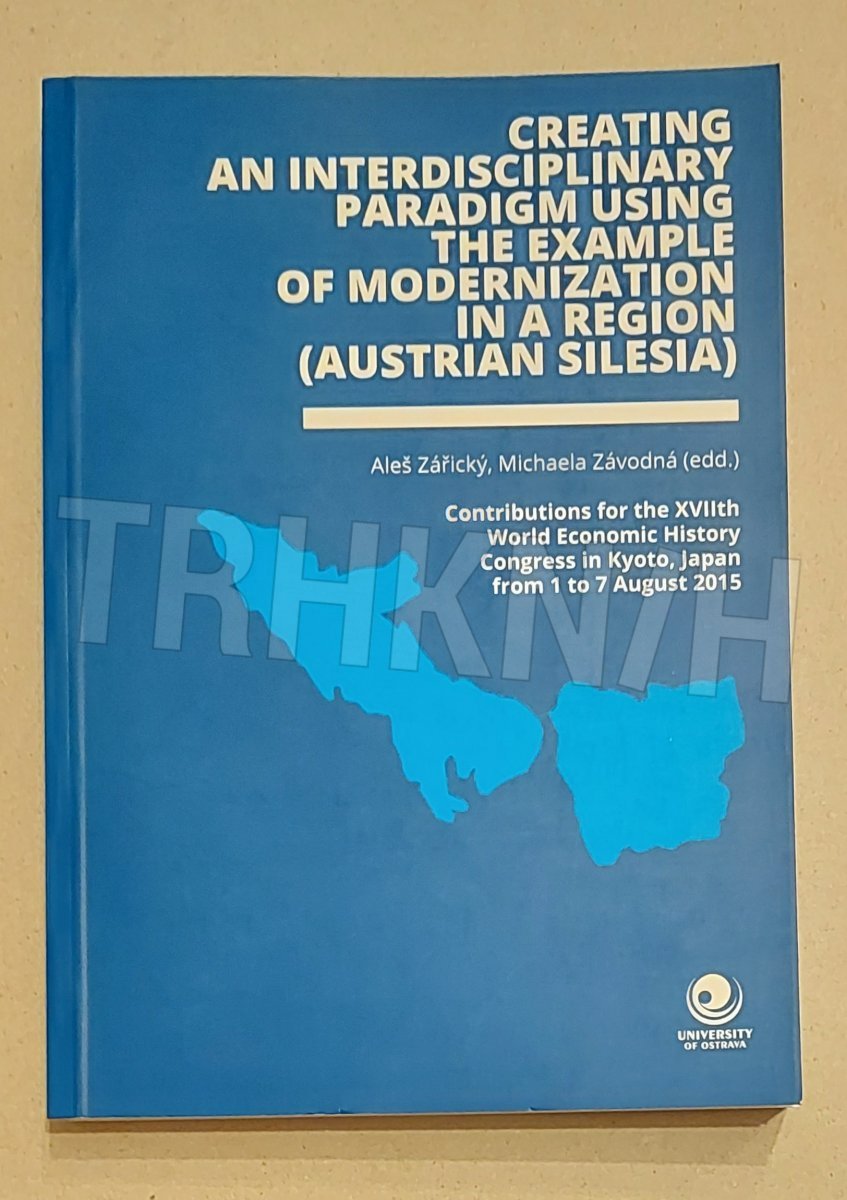 CREATING
AN INTERDISCIPLINARY
PARADIGM USING
THE EXAMPLE
OF MODERNIZATION
IN A REGION
(AUSTRIAN SILESIA)
Aleš Zářický, Michaela Závodná (edd.)
Contributions for the XVIIth
World Economic History
Congress in Kyoto, Japan
from 1 to 7 August 2015
TRHKNIH
UNIVERSITY
OF OSTRAVA